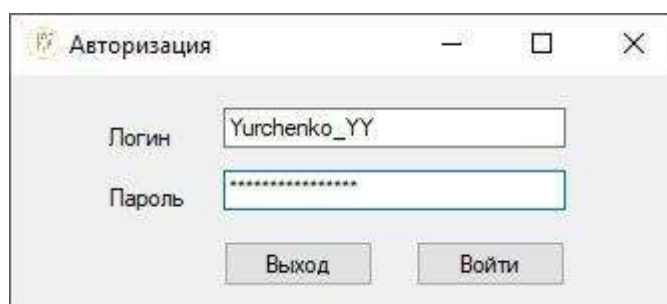 Авторизация
Логин Yurchenko_YY
Пароль ****************
Выход Войти